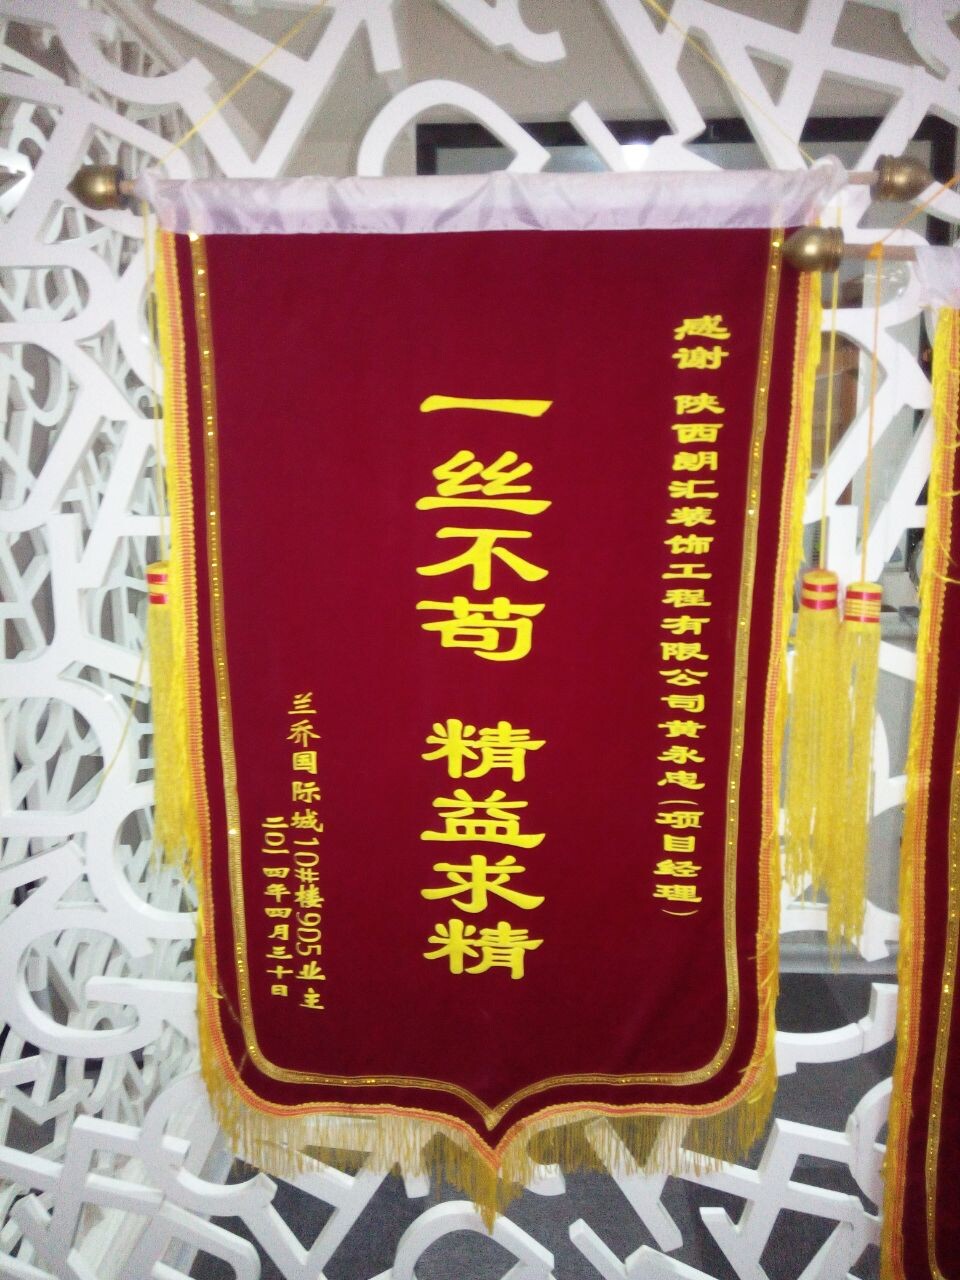 感谢 陕西朗汇装饰工程有限公司黄永忠(项目经理)
一丝不苟 精益求精
兰乔国际城10#楼905业主
二〇一四年四月三十日